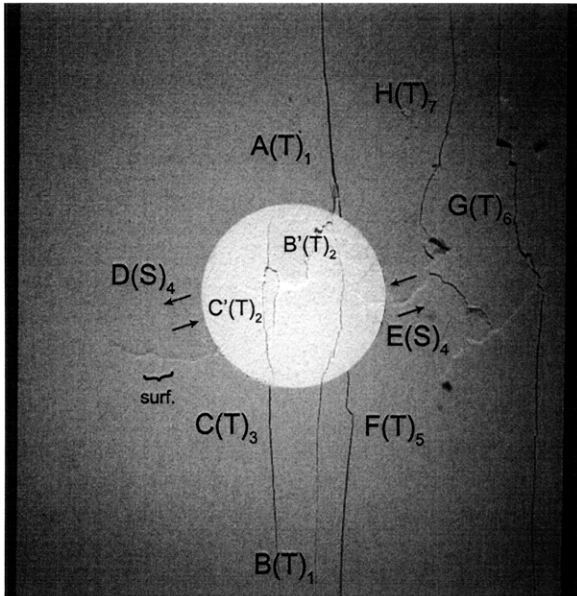 H(T)₇
A(T)₁
G(T)₆
B'(T)₂
D(S)₄
C'(T)₂
E(S)₄
surf.
C(T)₃
F(T)₅
B(T)₁